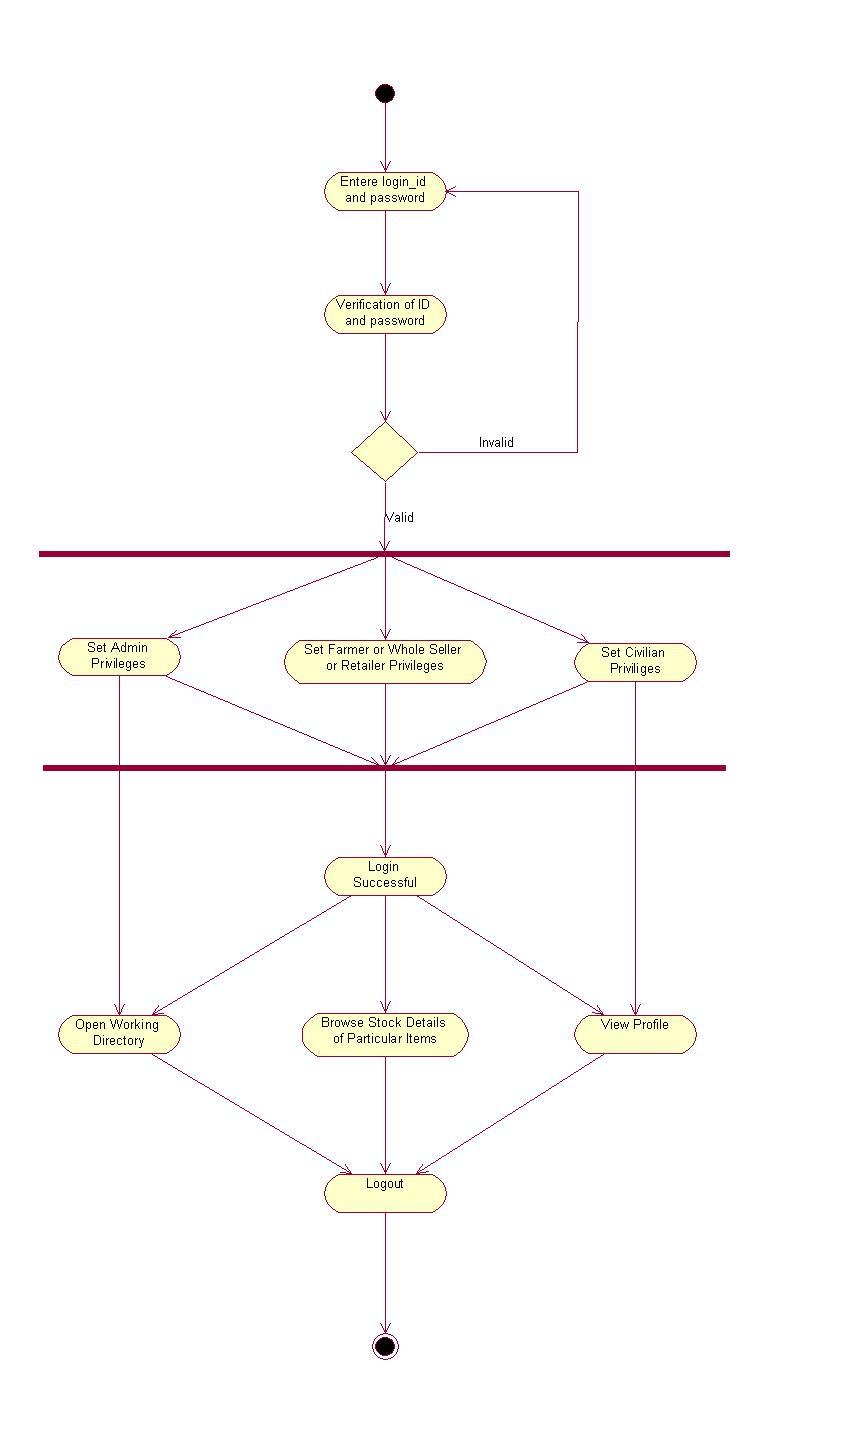 Entere login_id
and password
Verification of ID
and password
Invalid
Valid
Set Admin
Privileges
Set Farmer or Whole Seller
or Retailer Privileges
Set Civilian
Priviliges
Login
Successful
Open Working
Directory
Browse Stock Details
of Particular Items
View Profile
Logout